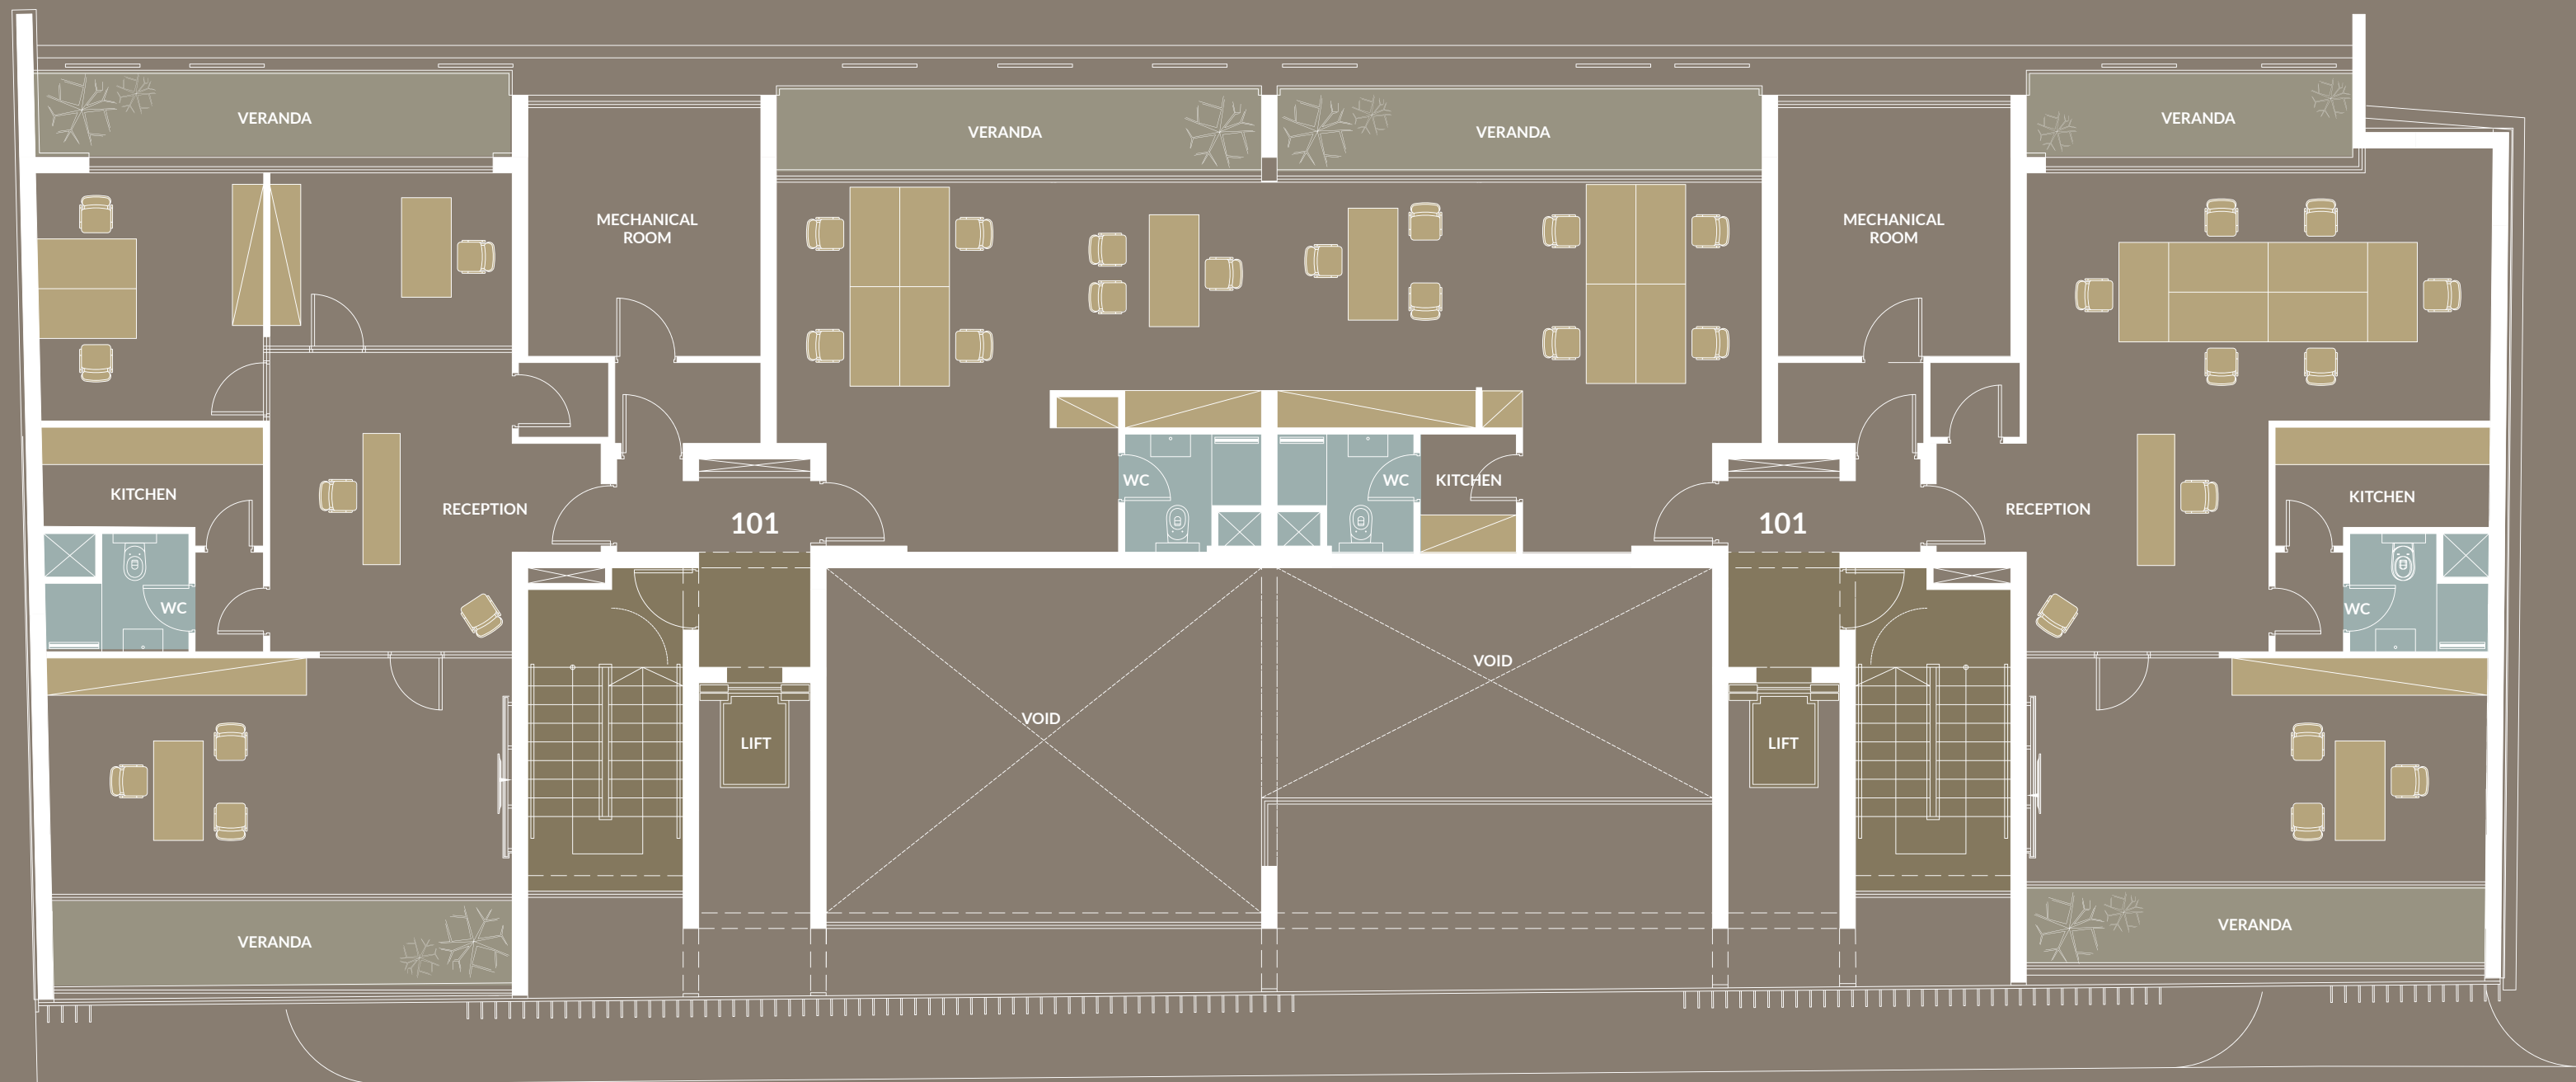 VERANDA
VERANDA
VERANDA
VERANDA
MECHANICAL
ROOM
MECHANICAL
ROOM
WC
WC
KITCHEN
KITCHEN
KITCHEN
RECEPTION
RECEPTION
101
101
WC
WC
VOID
VOID
LIFT
LIFT
VERANDA
VERANDA